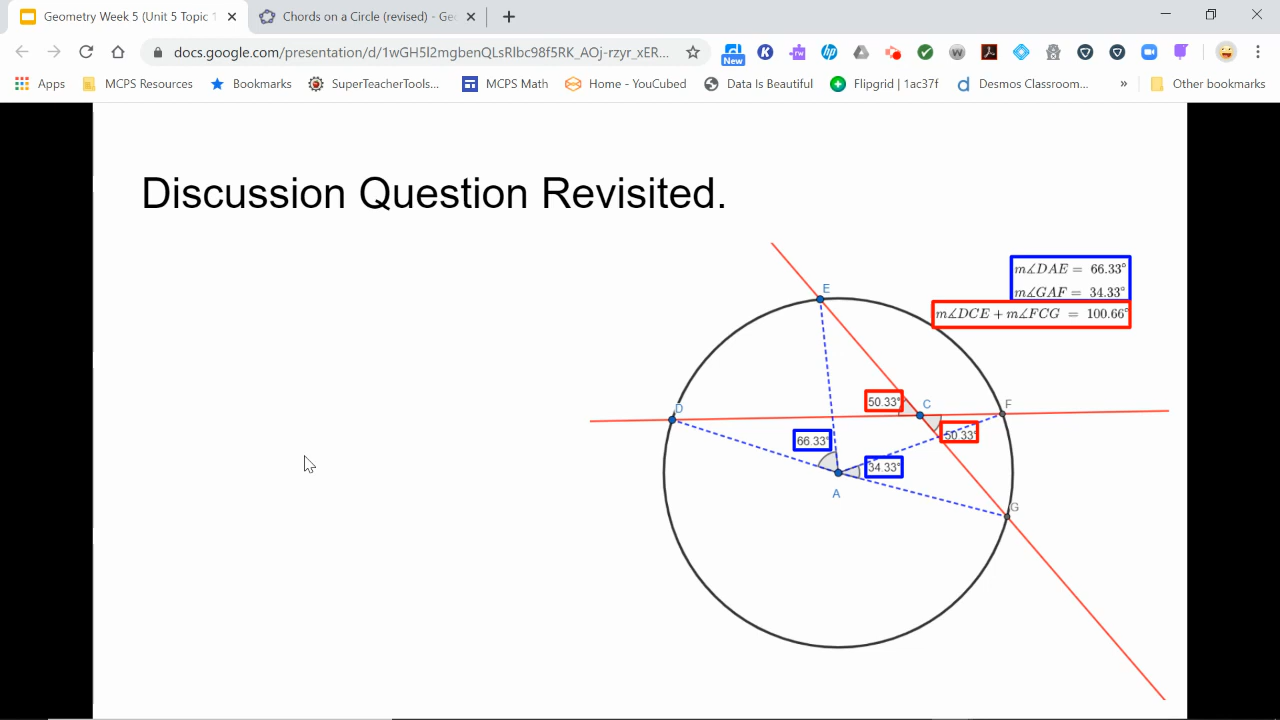 Geometry Week 5 (Unit 5 Topic 1
Chords on a Circle (revised) - Geo
docs.google.com/presentation/d/1wGH5l2mgbenQLsRlbc98f5RK_AOj-rzyr_xER...
New
Apps
MCPS Resources
Bookmarks
SuperTeacherTools...
MCPS Math
Home - YouCubed
Data Is Beautiful
Flipgrid | 1ac37f
Desmos Classroom...
»
Other bookmarks
Discussion Question Revisited.
m∠DAE = 66.33°
m∠GAF = 34.33°
m∠DCE + m∠FCG = 100.66°
E
50.33°
C
F
D
50.33°
66.33°
34.33°
A
G